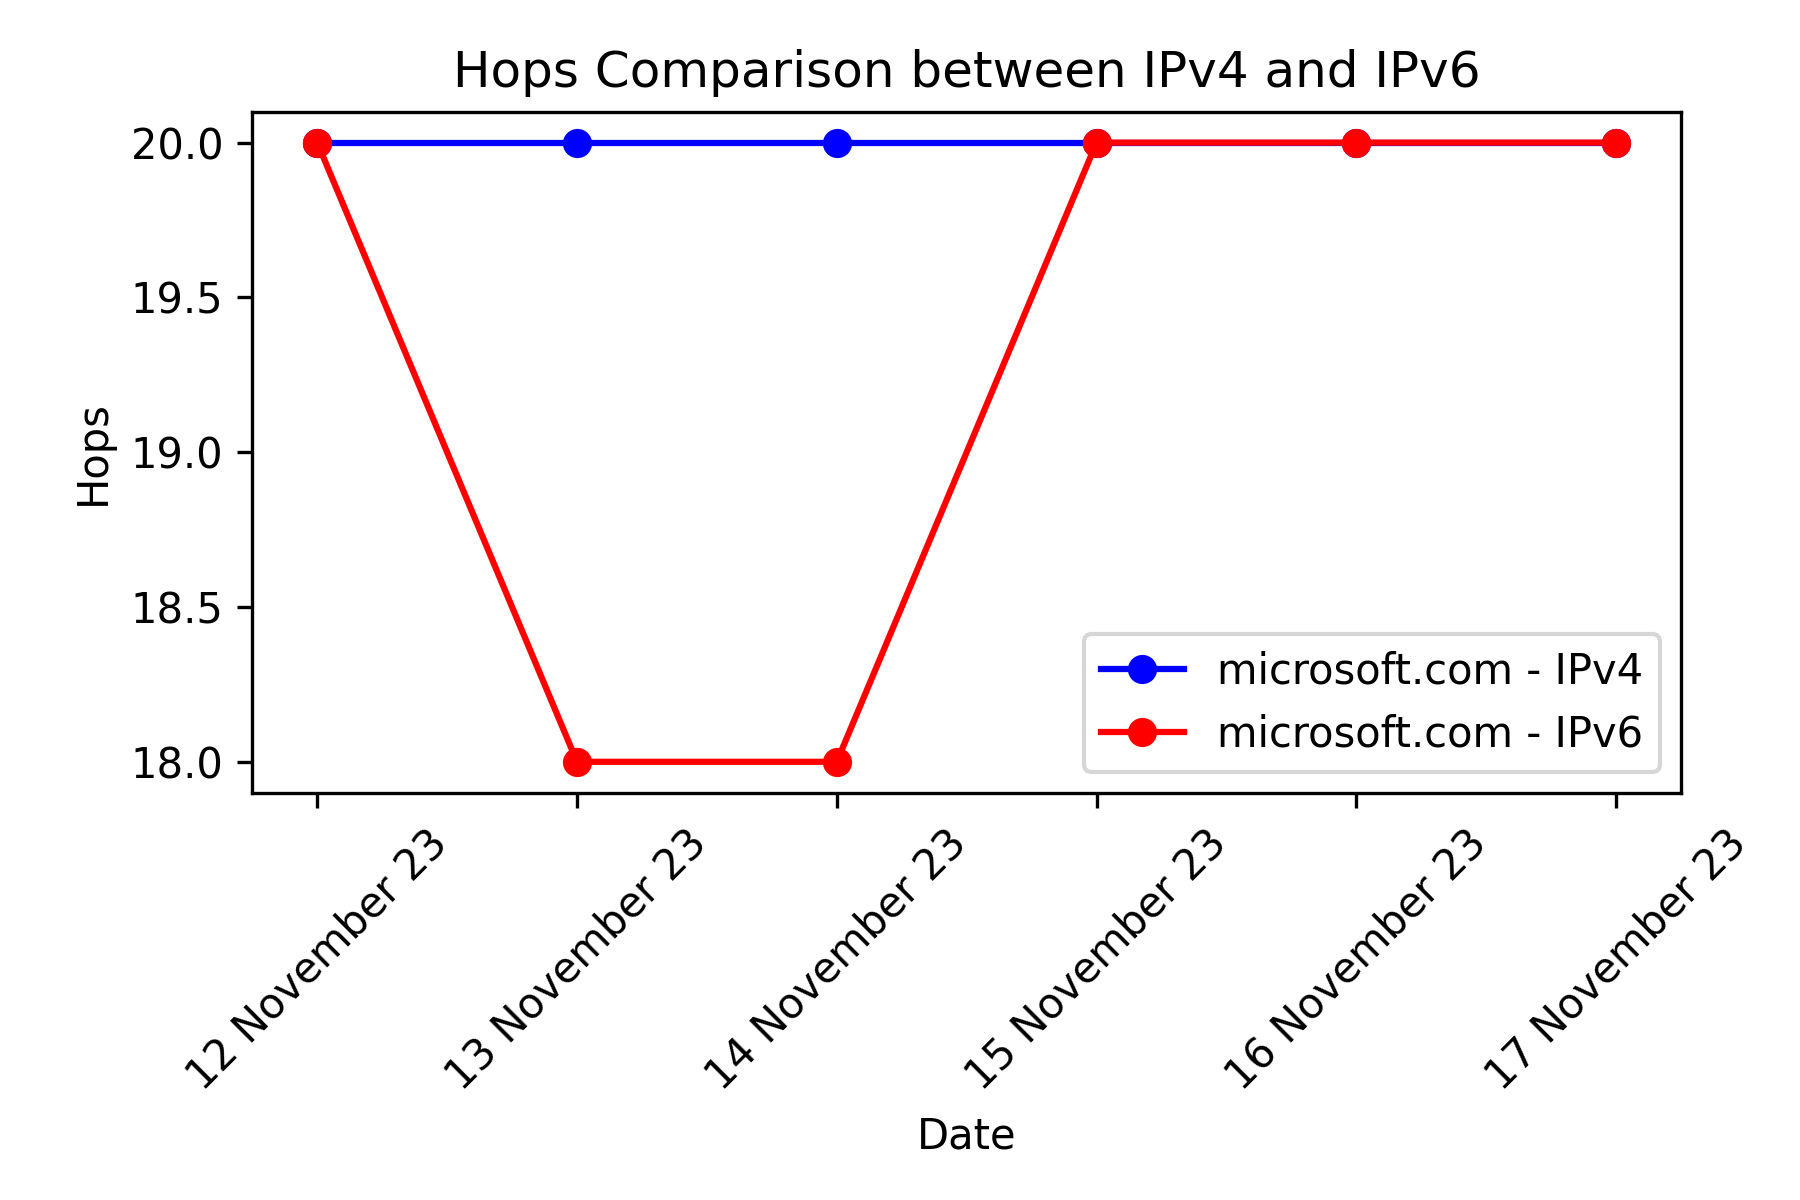 Hops Comparison between IPv4 and IPv6
20.0
19.5
19.0
18.5
18.0
Hops
microsoft.com - IPv4
microsoft.com - IPv6
12 November 23
13 November 23
14 November 23
15 November 23
16 November 23
17 November 23
Date